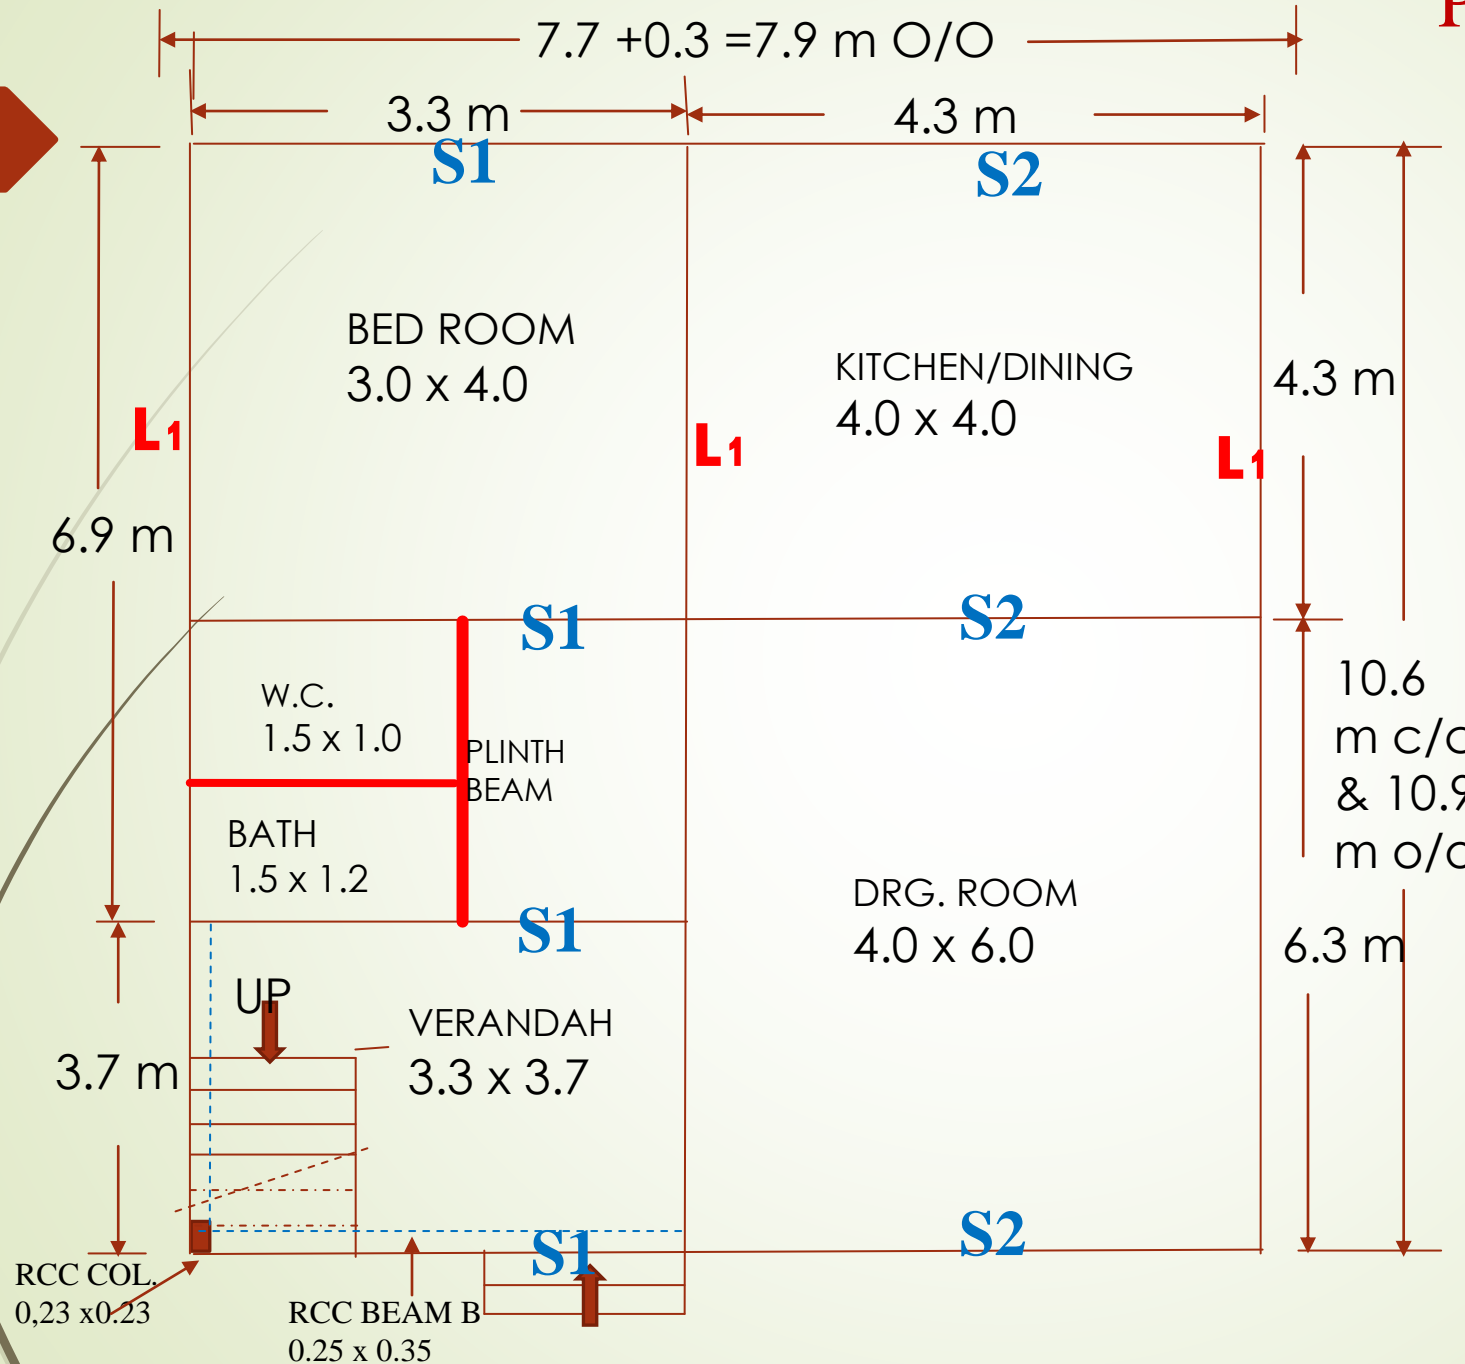 7.7 +0.3 =7.9 m O/O
3.3 m
4.3 m
S1
S2
BED ROOM
3.0 x 4.0
KITCHEN/DINING
4.0 x 4.0
4.3 m
L1
L1
L1
6.9 m
S1
S2
10.6
W.C.
1.5 x 1.0
PLINTH
BEAM
m c/
& 10.9
m o/
BATH
1.5 x 1.2
DRG. ROOM
4.0 x 6.0
S1
6.3 m
UP
VERANDAH
3.3 x 3.7
3.7 m
S1
S2
RCC COL.
0,23 x0.23
RCC BEAM B
0.25 x 0.35